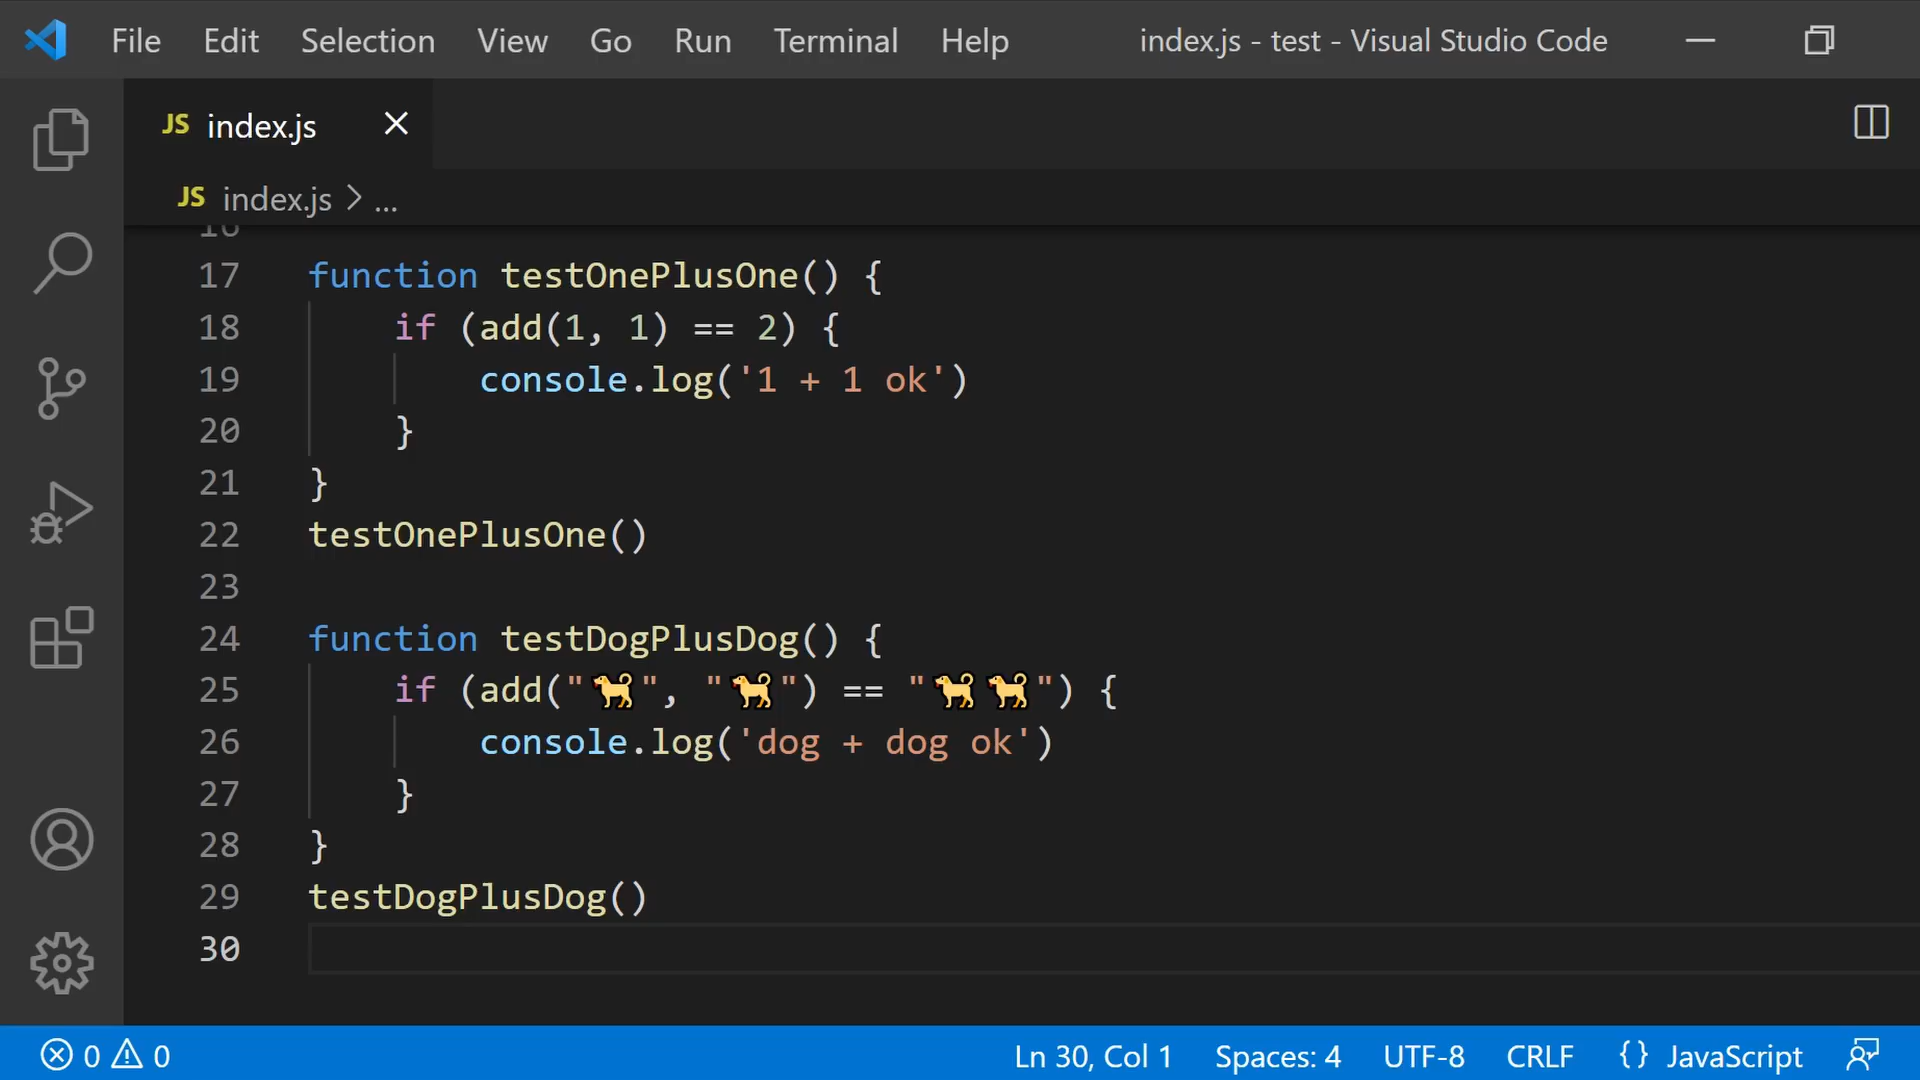 File Edit Selection View Go Run Terminal Help index.js - test - Visual Studio Code
JS index.js
JS index.js > ...
16
17 function testOnePlusOne() {
18 if (add(1, 1) == 2) {
19 console.log('1 + 1 ok')
20 }
21 }
22 testOnePlusOne()
23
24 function testDogPlusDog() {
25 if (add("🐕", "🐕") == "🐕🐕") {
26 console.log('dog + dog ok')
27 }
28 }
29 testDogPlusDog()
30
0 0 Ln 30, Col 1 Spaces: 4 UTF-8 CRLF {} JavaScript